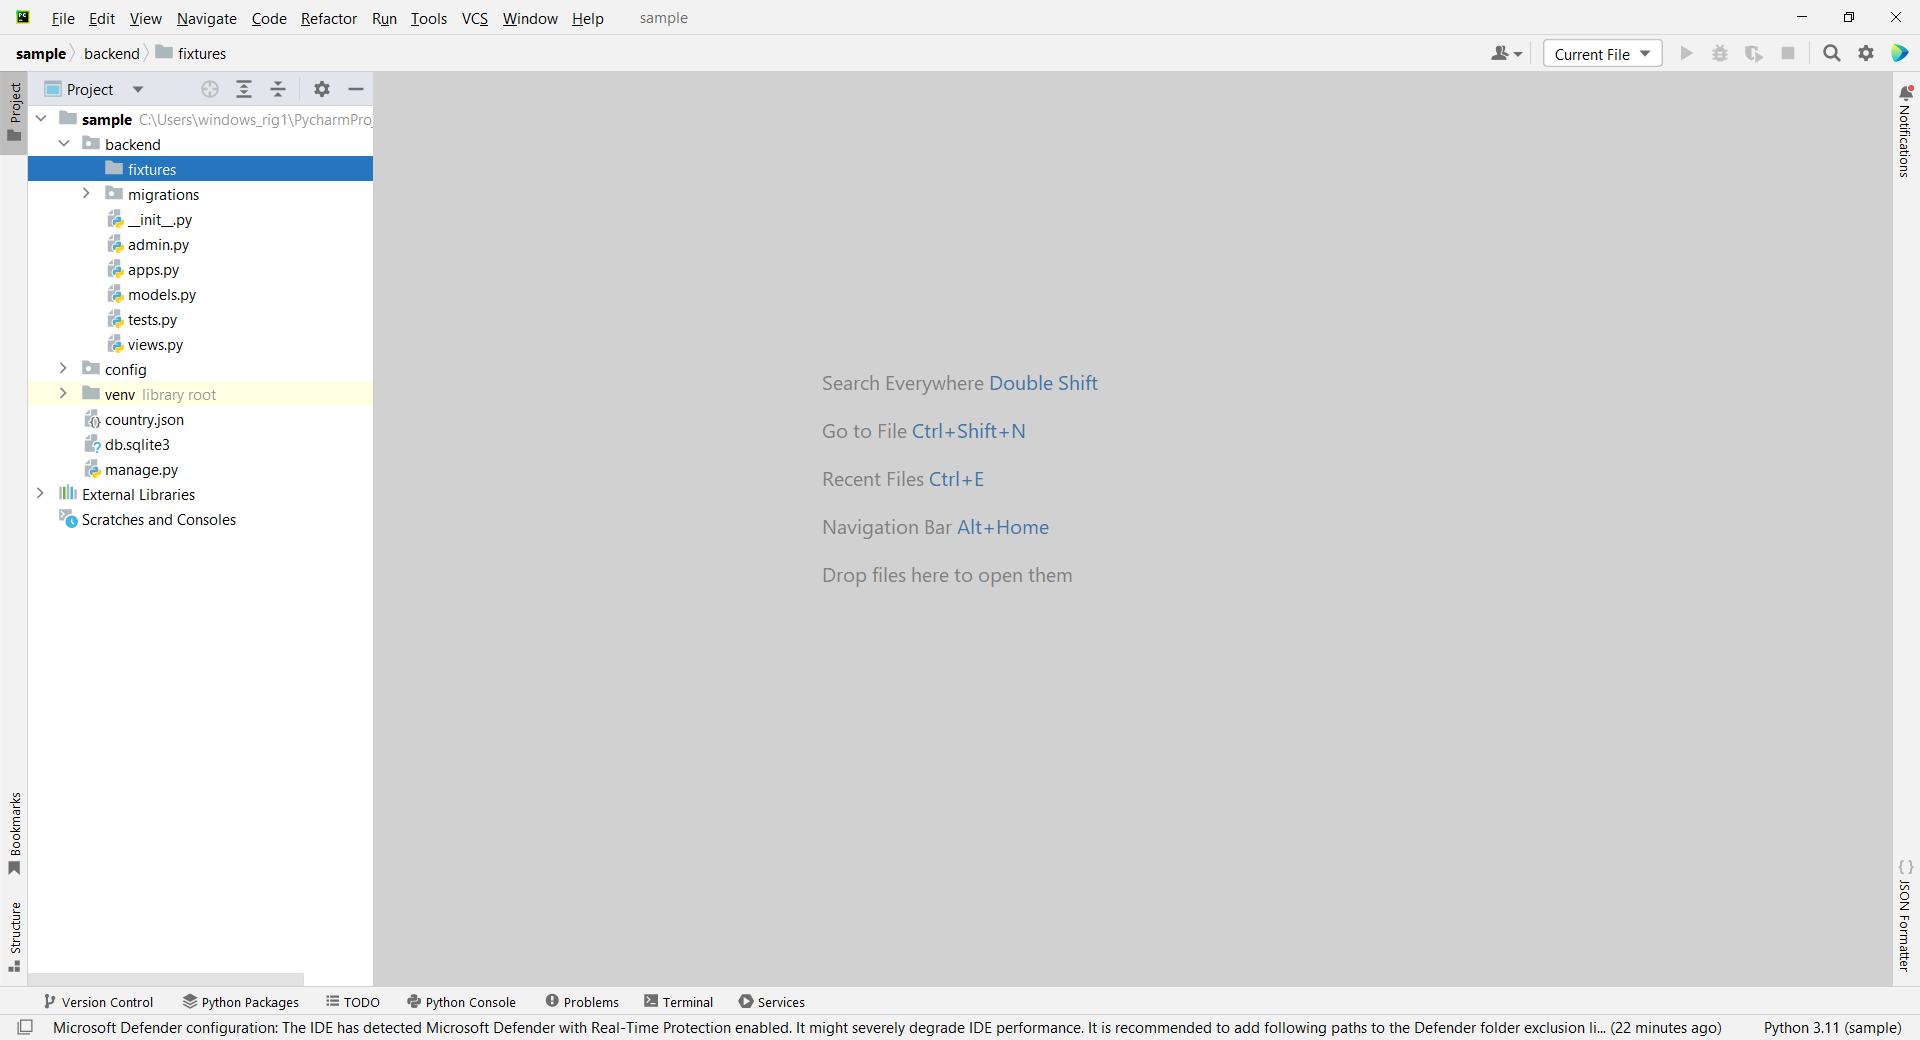 File Edit View Navigate Code Refactor Run Tools VCS Window Help sample
sample backend fixtures
Current File
Project
Project
sample C:\Users\windows_rig1\PycharmPro
backend
fixtures
migrations
__init__.py
admin.py
apps.py
models.py
tests.py
views.py
config
venv library root
country.json
db.sqlite3
manage.py
External Libraries
Scratches and Consoles
Search Everywhere Double Shift
Go to File Ctrl+Shift+N
Recent Files Ctrl+E
Navigation Bar Alt+Home
Drop files here to open them
Notifications
Bookmarks
Structure
JSON Formatter
Version Control Python Packages TODO Python Console Problems Terminal Services
Microsoft Defender configuration: The IDE has detected Microsoft Defender with Real-Time Protection enabled. It might severely degrade IDE performance. It is recommended to add following paths to the Defender folder exclusion li... (22 minutes ago) Python 3.11 (sample)